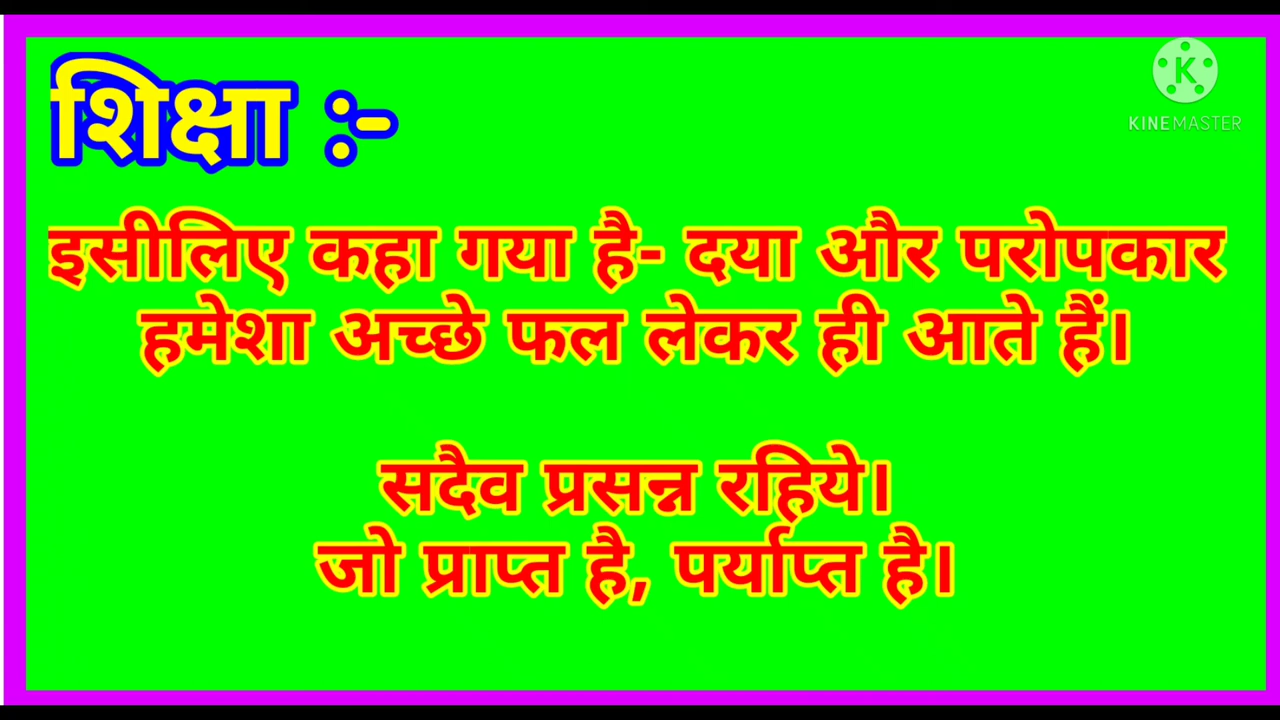 शिक्षा :-
KINEMASTER
इसीलिए कहा गया है- दया और परोपकार
हमेशा अच्छे फल लेकर ही आते हैं।
सदैव प्रसन्न रहिये।
जो प्राप्त है, पर्याप्त है।